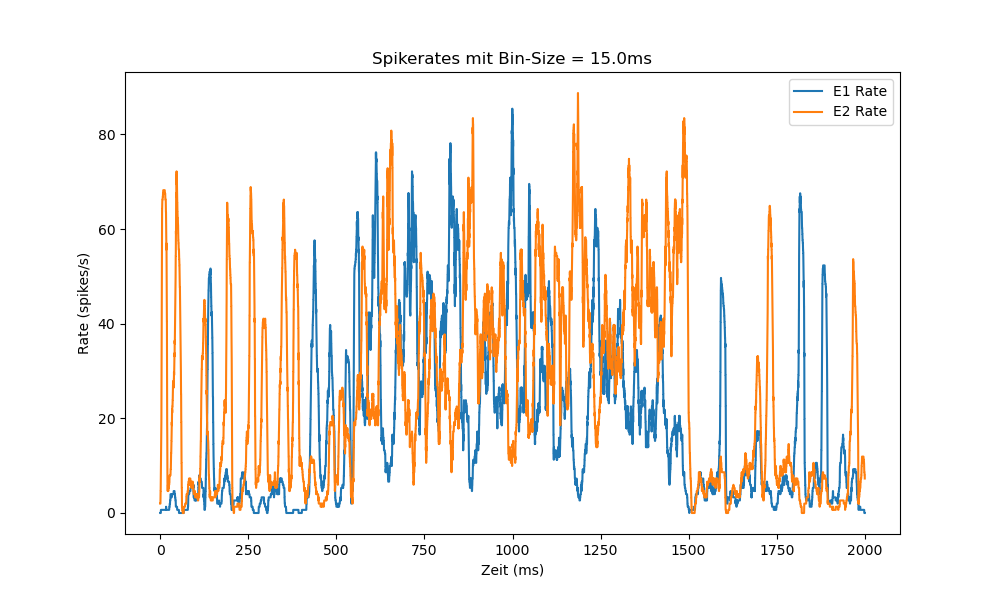 Spikerates mit Bin-Size = 15.0ms
E1 Rate
E2 Rate
Rate (spikes/s)
80
60
40
20
0
0 250 500 750 1000 1250 1500 1750 2000
Zeit (ms)